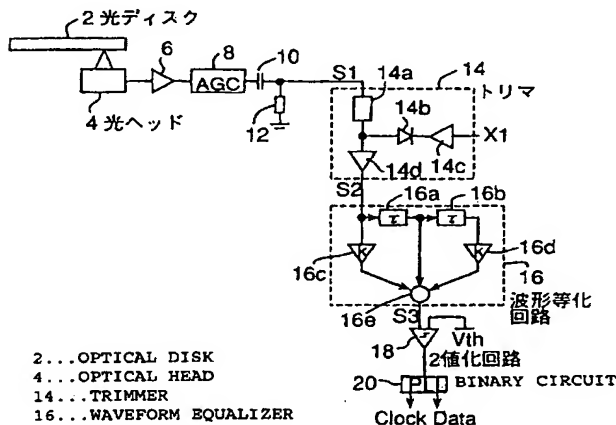 2 光ディスク
6
8
10
AGC
S1
14a
14
トリマ
14b
4 光ヘッド
12
X1
14c
14d
S2
16a
16b
τ
τ
16c
K
K
16d
16
16e
波形等化
回路
S3
18
Vth
2値化回路
20
PLL
BINARY CIRCUIT
Clock Data
2...OPTICAL DISK
4...OPTICAL HEAD
14...TRIMMER
16...WAVEFORM EQUALIZER